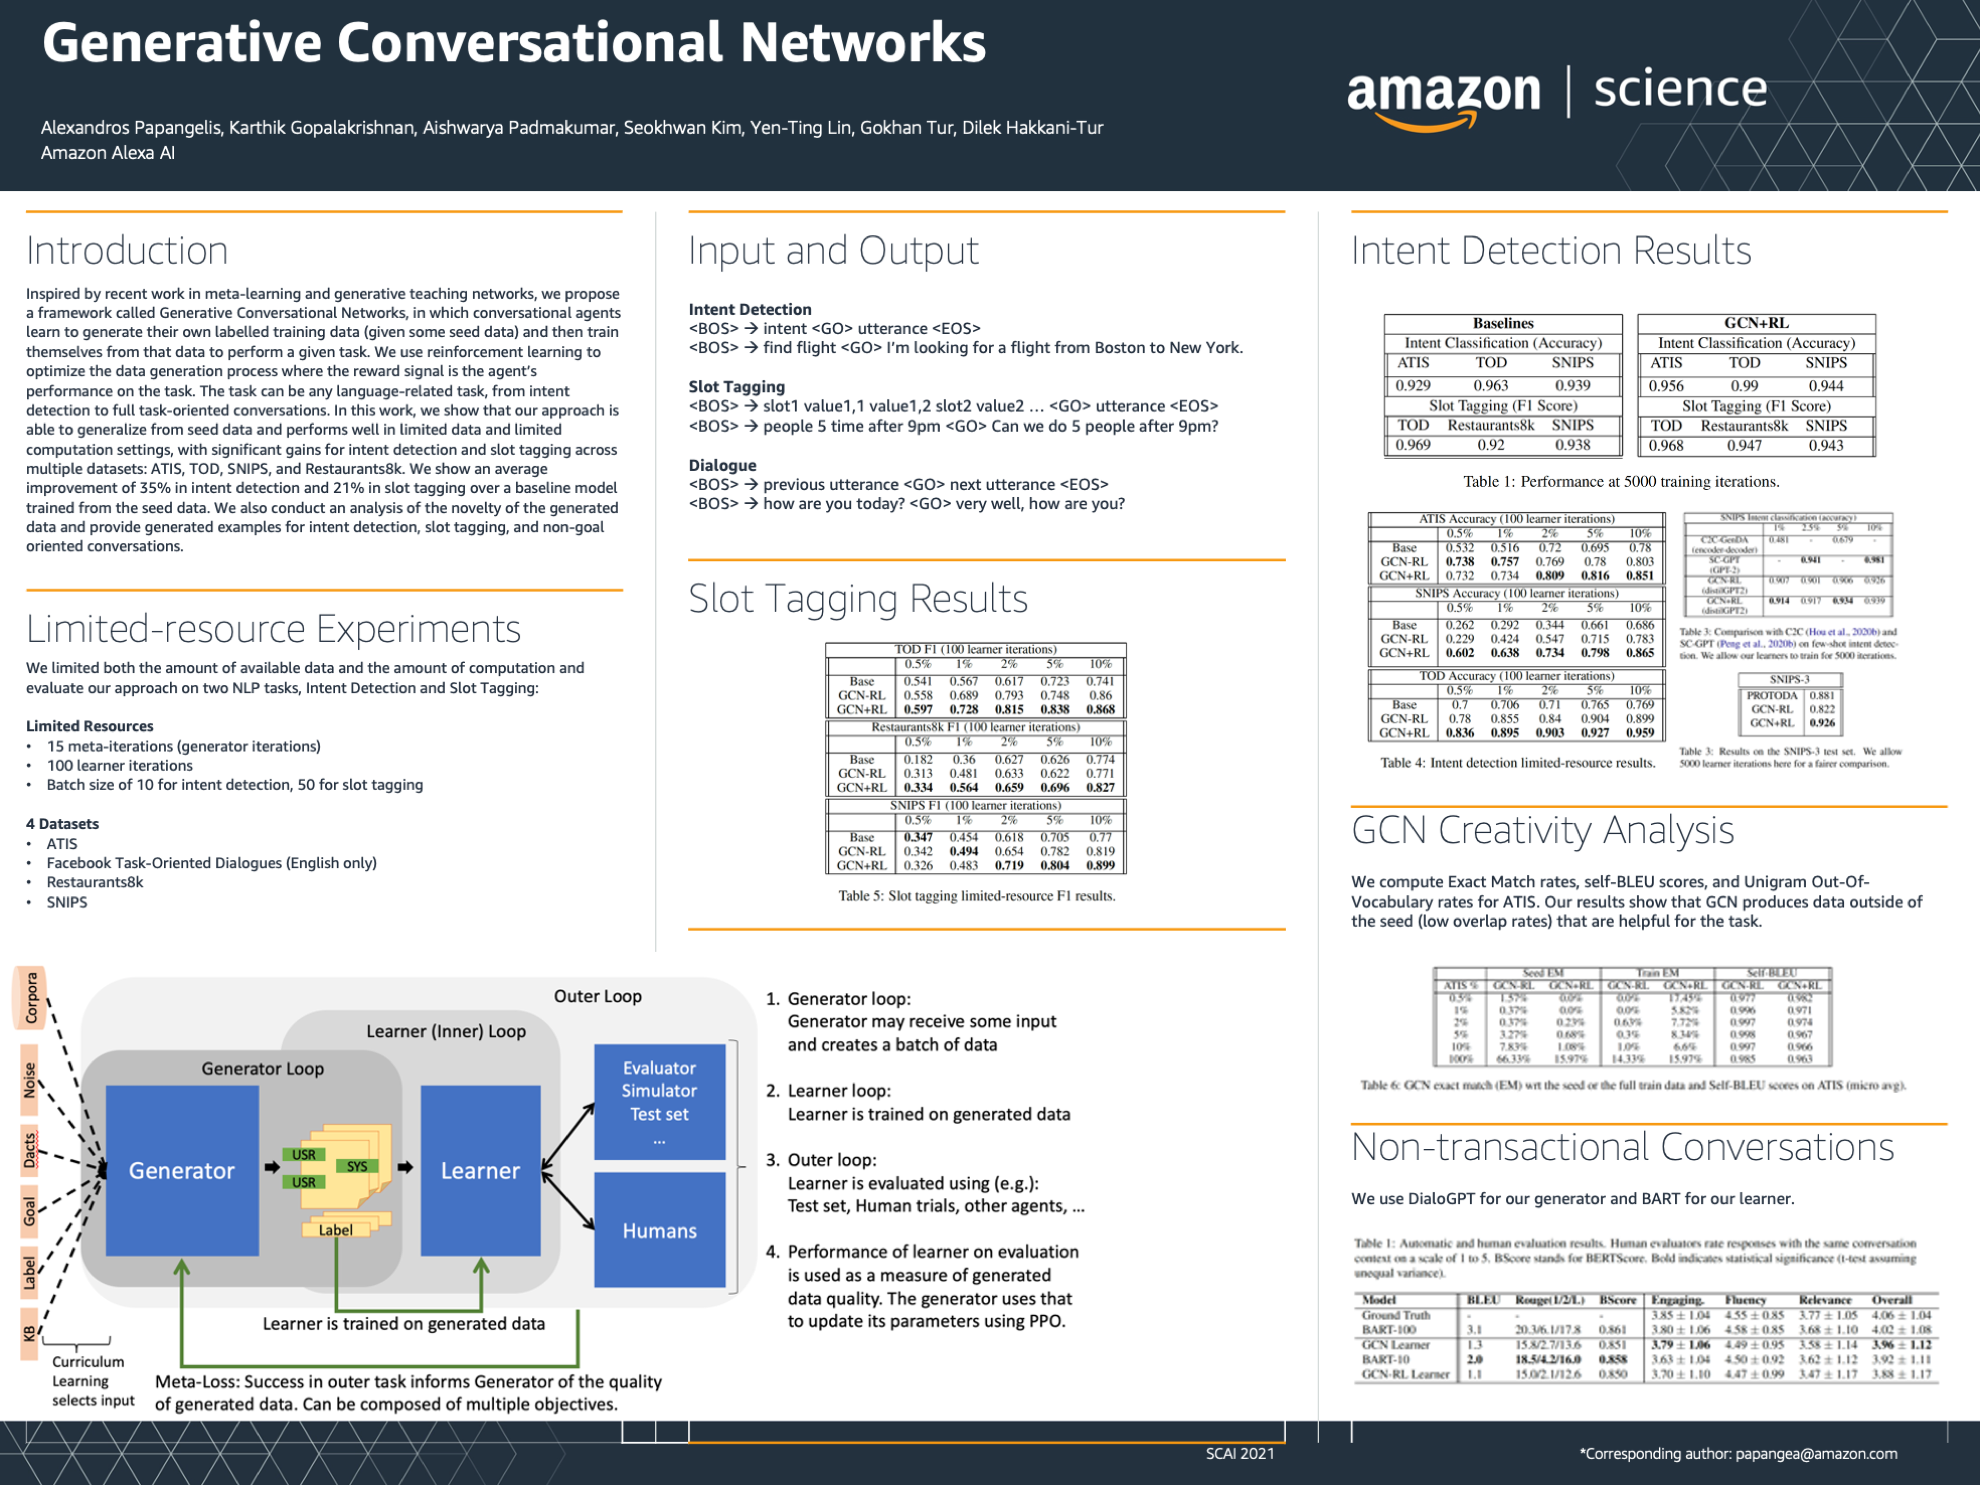 Generative Conversational Networks
Alexandros Papangelis, Karthik Gopalakrishnan, Aishwarya Padmakumar, Seokhwan Kim, Yen-Ting Lin, Gokhan Tur, Dilek Hakkani-Tur
Amazon Alexa AI
amazon | science
Introduction
Inspired by recent work in meta-learning and generative teaching networks, we propose
a framework called Generative Conversational Networks, in which conversational agents
learn to generate their own labelled training data (given some seed data) and then train
themselves from that data to perform a given task. We use reinforcement learning to
optimize the data generation process where the reward signal is the agent's
performance on the task. The task can be any language-related task, from intent
detection to full task-oriented conversations. In this work, we show that our approach is
able to generalize from seed data and performs well in limited data and limited
computation settings, with significant gains for intent detection and slot tagging across
multiple datasets: ATIS, TOD, SNIPS, and Restaurants8k. We show an average
improvement of 35% in intent detection and 21% in slot tagging over a baseline model
trained from the seed data. We also conduct an analysis of the novelty of the generated
data and provide generated examples for intent detection, slot tagging, and non-goal
oriented conversations.
Limited-resource Experiments
We limited both the amount of available data and the amount of computation and
evaluate our approach on two NLP tasks, Intent Detection and Slot Tagging:
Limited Resources
• 15 meta-iterations (generator iterations)
• 100 learner iterations
• Batch size of 10 for intent detection, 50 for slot tagging
4 Datasets
• ATIS
• Facebook Task-Oriented Dialogues (English only)
• Restaurants8k
• SNIPS
Input and Output
Intent Detection
<BOS> → intent <GO> utterance <EOS>
<BOS> → find flight <GO> I'm looking for a flight from Boston to New York.
Slot Tagging
<BOS> → slot1 value1,1 value1,2 slot2 value2 … <GO> utterance <EOS>
<BOS> → people 5 time after 9pm <GO> Can we do 5 people after 9pm?
Dialogue
<BOS> → previous utterance <GO> next utterance <EOS>
<BOS> → how are you today? <GO> very well, how are you?
Slot Tagging Results
TOD F1 (100 learner iterations)
0.5% 1% 2% 5% 10%
Base 0.541 0.567 0.617 0.723 0.741
GCN-RL 0.558 0.689 0.793 0.748 0.86
GCN+RL 0.597 0.728 0.815 0.838 0.868
Restaurants8k F1 (100 learner iterations)
0.5% 1% 2% 5% 10%
Base 0.182 0.36 0.627 0.626 0.774
GCN-RL 0.313 0.481 0.633 0.622 0.771
GCN+RL 0.334 0.564 0.659 0.696 0.827
SNIPS F1 (100 learner iterations)
0.5% 1% 2% 5% 10%
Base 0.347 0.454 0.618 0.705 0.77
GCN-RL 0.342 0.494 0.654 0.782 0.819
GCN+RL 0.326 0.483 0.719 0.804 0.899
Table 5: Slot tagging limited-resource F1 results.
Corpora
Noise
Dacts
Goal
Label
KB
Outer Loop
Learner (Inner) Loop
Generator Loop
Generator
USR
SYS
USR
Label
Learner
Evaluator
Simulator
Test set
...
Humans
Learner is trained on generated data
Curriculum
Learning
selects input
Meta-Loss: Success in outer task informs Generator of the quality
of generated data. Can be composed of multiple objectives.
1. Generator loop:
Generator may receive some input
and creates a batch of data
2. Learner loop:
Learner is trained on generated data
3. Outer loop:
Learner is evaluated using (e.g.):
Test set, Human trials, other agents, ...
4. Performance of learner on evaluation
is used as a measure of generated
data quality. The generator uses that
to update its parameters using PPO.
Intent Detection Results
Baselines
Intent Classification (Accuracy)
ATIS TOD SNIPS
0.929 0.963 0.939
Slot Tagging (F1 Score)
TOD Restaurants8k SNIPS
0.969 0.92 0.938
GCN+RL
Intent Classification (Accuracy)
ATIS TOD SNIPS
0.956 0.99 0.944
Slot Tagging (F1 Score)
TOD Restaurants8k SNIPS
0.968 0.947 0.943
Table 1: Performance at 5000 training iterations.
ATIS Accuracy (100 learner iterations)
0.5% 1% 2% 5% 10%
Base 0.532 0.516 0.72 0.695 0.78
GCN-RL 0.738 0.757 0.769 0.78 0.803
GCN+RL 0.732 0.734 0.809 0.816 0.851
SNIPS Accuracy (100 learner iterations)
0.5% 1% 2% 5% 10%
Base 0.262 0.292 0.344 0.661 0.686
GCN-RL 0.229 0.424 0.547 0.715 0.783
GCN+RL 0.602 0.638 0.734 0.798 0.865
TOD Accuracy (100 learner iterations)
0.5% 1% 2% 5% 10%
Base 0.7 0.706 0.71 0.765 0.769
GCN-RL 0.78 0.855 0.84 0.904 0.899
GCN+RL 0.836 0.895 0.903 0.927 0.959
Table 4: Intent detection limited-resource results.
SNIPS Intent classification (accuracy)
1% 2.5% 5% 10%
C2C-GenDA 0.481 - 0.679 -
(encoder-decoder)
SC-GPT - 0.941 - 0.981
(GPT-2)
GCN-RL 0.907 0.901 0.906 0.926
(distilGPT2)
GCN+RL 0.914 0.917 0.934 0.939
(distilGPT2)
Table 3: Comparison with C2C (Hou et al., 2020b) and
SC-GPT (Peng et al., 2020b) on few-shot intent detec-
tion. We allow our learners to train for 5000 iterations.
SNIPS-3
PROTODA 0.881
GCN-RL 0.822
GCN+RL 0.926
Table 3: Results on the SNIPS-3 test set. We allow
5000 learner iterations here for a fairer comparison.
GCN Creativity Analysis
We compute Exact Match rates, self-BLEU scores, and Unigram Out-Of-
Vocabulary rates for ATIS. Our results show that GCN produces data outside of
the seed (low overlap rates) that are helpful for the task.
Seed EM Train EM Self-BLEU
ATIS % GCN-RL GCN+RL GCN-RL GCN+RL GCN-RL GCN+RL
0.5% 1.57% 0.0% 0.0% 17.45% 0.977 0.982
1% 0.37% 0.0% 0.0% 5.82% 0.996 0.971
2% 0.37% 0.23% 0.63% 7.72% 0.997 0.974
5% 3.27% 0.68% 0.3% 8.34% 0.998 0.967
10% 7.83% 1.08% 1.0% 6.6% 0.997 0.966
100% 66.33% 15.97% 14.33% 15.97% 0.985 0.963
Table 6: GCN exact match (EM) wrt the seed or the full train data and Self-BLEU scores on ATIS (micro avg).
Non-transactional Conversations
We use DialoGPT for our generator and BART for our learner.
Table 1: Automatic and human evaluation results. Human evaluators rate responses with the same conversation
context on a scale of 1 to 5. BScore stands for BERTScore. Bold indicates statistical significance (t-test assuming
unequal variance).
Model BLEU Rouge(1/2/L) BScore Engaging. Fluency Relevance Overall
Ground Truth - - - 3.85 ± 1.04 4.55 ± 0.85 3.77 ± 1.05 4.06 ± 1.04
BART-100 3.1 20.3/6.1/17.8 0.861 3.80 ± 1.06 4.58 ± 0.85 3.68 ± 1.10 4.02 ± 1.08
GCN Learner 1.3 15.8/2.7/13.6 0.851 3.79 ± 1.06 4.49 ± 0.95 3.58 ± 1.14 3.96 ± 1.12
BART-10 2.0 18.5/4.2/16.0 0.858 3.63 ± 1.04 4.50 ± 0.92 3.62 ± 1.12 3.92 ± 1.11
GCN-RL Learner 1.1 15.0/2.1/12.6 0.850 3.70 ± 1.10 4.47 ± 0.99 3.47 ± 1.17 3.88 ± 1.17
SCAI 2021
*Corresponding author: papangea@amazon.com